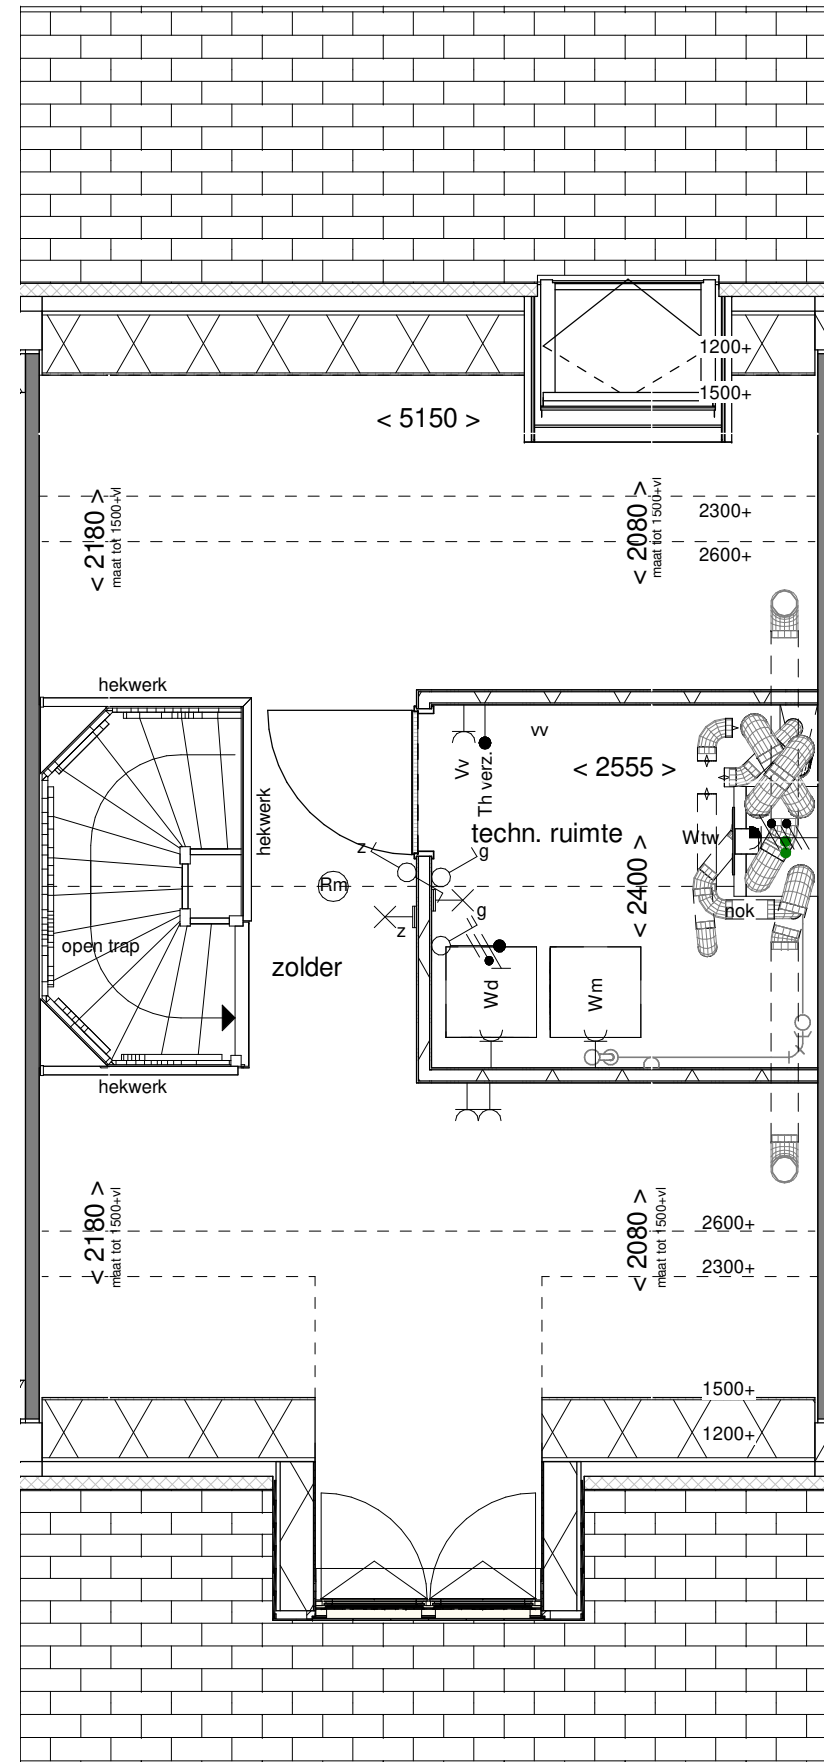 1200+
1500+
< 5150 >
< 2180 >
maat tot 1500+vl
< 2080 >
maat tot 1500+vl
2300+
2600+
hekwerk
hekwerk
Vv
Th verz.
vv
< 2555 >
techn. ruimte
Wtw
z
g
Rm
< 2400 >
g
z
nok
open trap
zolder
Wd
Wm
hekwerk
< 2180 >
maat tot 1500+vl
< 2080 >
maat tot 1500+vl
2600+
2300+
1500+
1200+